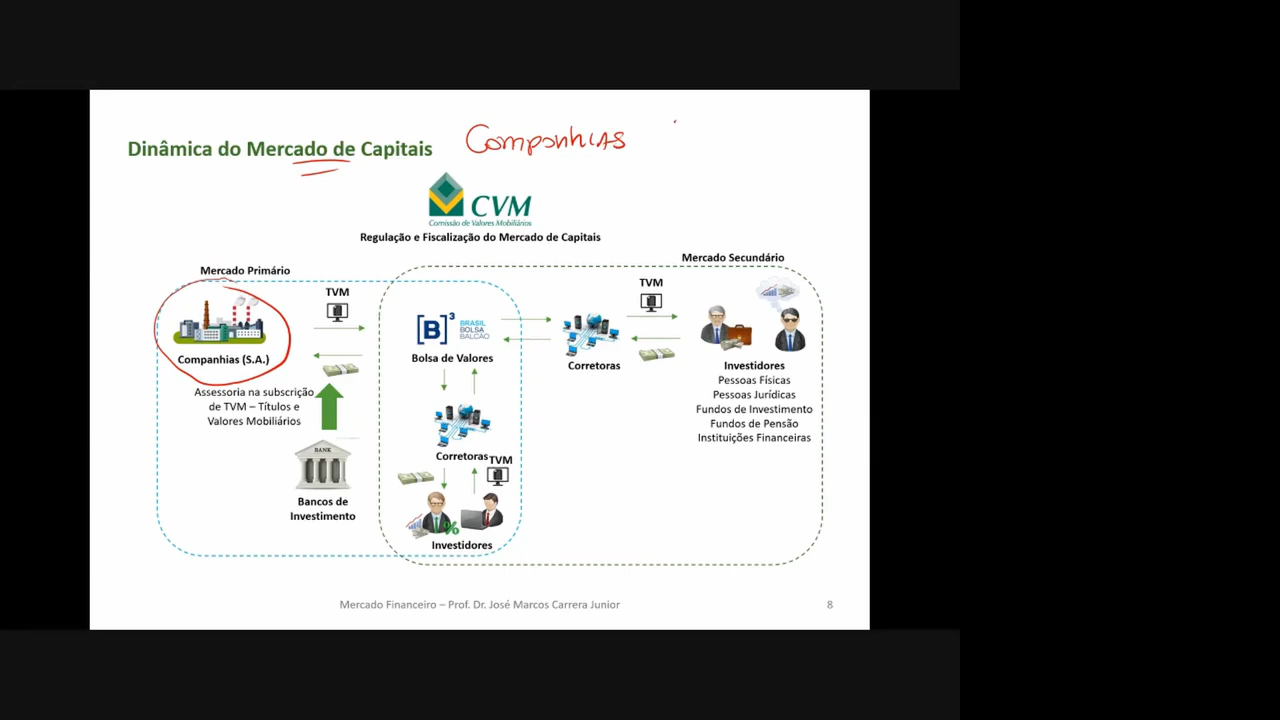 Dinâmica do Mercado de Capitais
CompanhIAS
CVM
Comissão de Valores Mobiliários
Regulação e Fiscalização do Mercado de Capitais
Mercado Secundário
Mercado Primário
TVM
TVM
[B]³ BRASIL
BOLSA
BALCÃO
Companhias (S.A.)
Bolsa de Valores
Corretoras
Investidores
Pessoas Físicas
Pessoas Jurídicas
Fundos de Investimento
Fundos de Pensão
Instituições Financeiras
Assessoria na subscrição
de TVM – Títulos e
Valores Mobiliários
BANK
Bancos de
Investimento
Corretoras
TVM
%
Investidores
Mercado Financeiro – Prof. Dr. José Marcos Carrera Junior
8